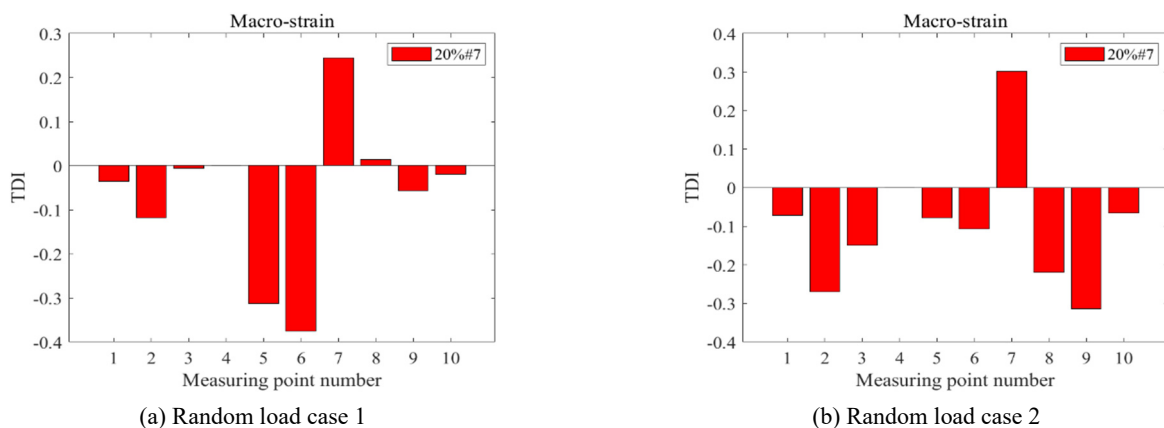 Macro-strain
20%#7
0.3
0.2
0.1
0
-0.1
-0.2
-0.3
-0.4
TDI
1 2 3 4 5 6 7 8 9 10
Measuring point number
(a) Random load case 1
Macro-strain
20%#7
0.4
0.3
0.2
0.1
0
-0.1
-0.2
-0.3
-0.4
TDI
1 2 3 4 5 6 7 8 9 10
Measuring point number
(b) Random load case 2